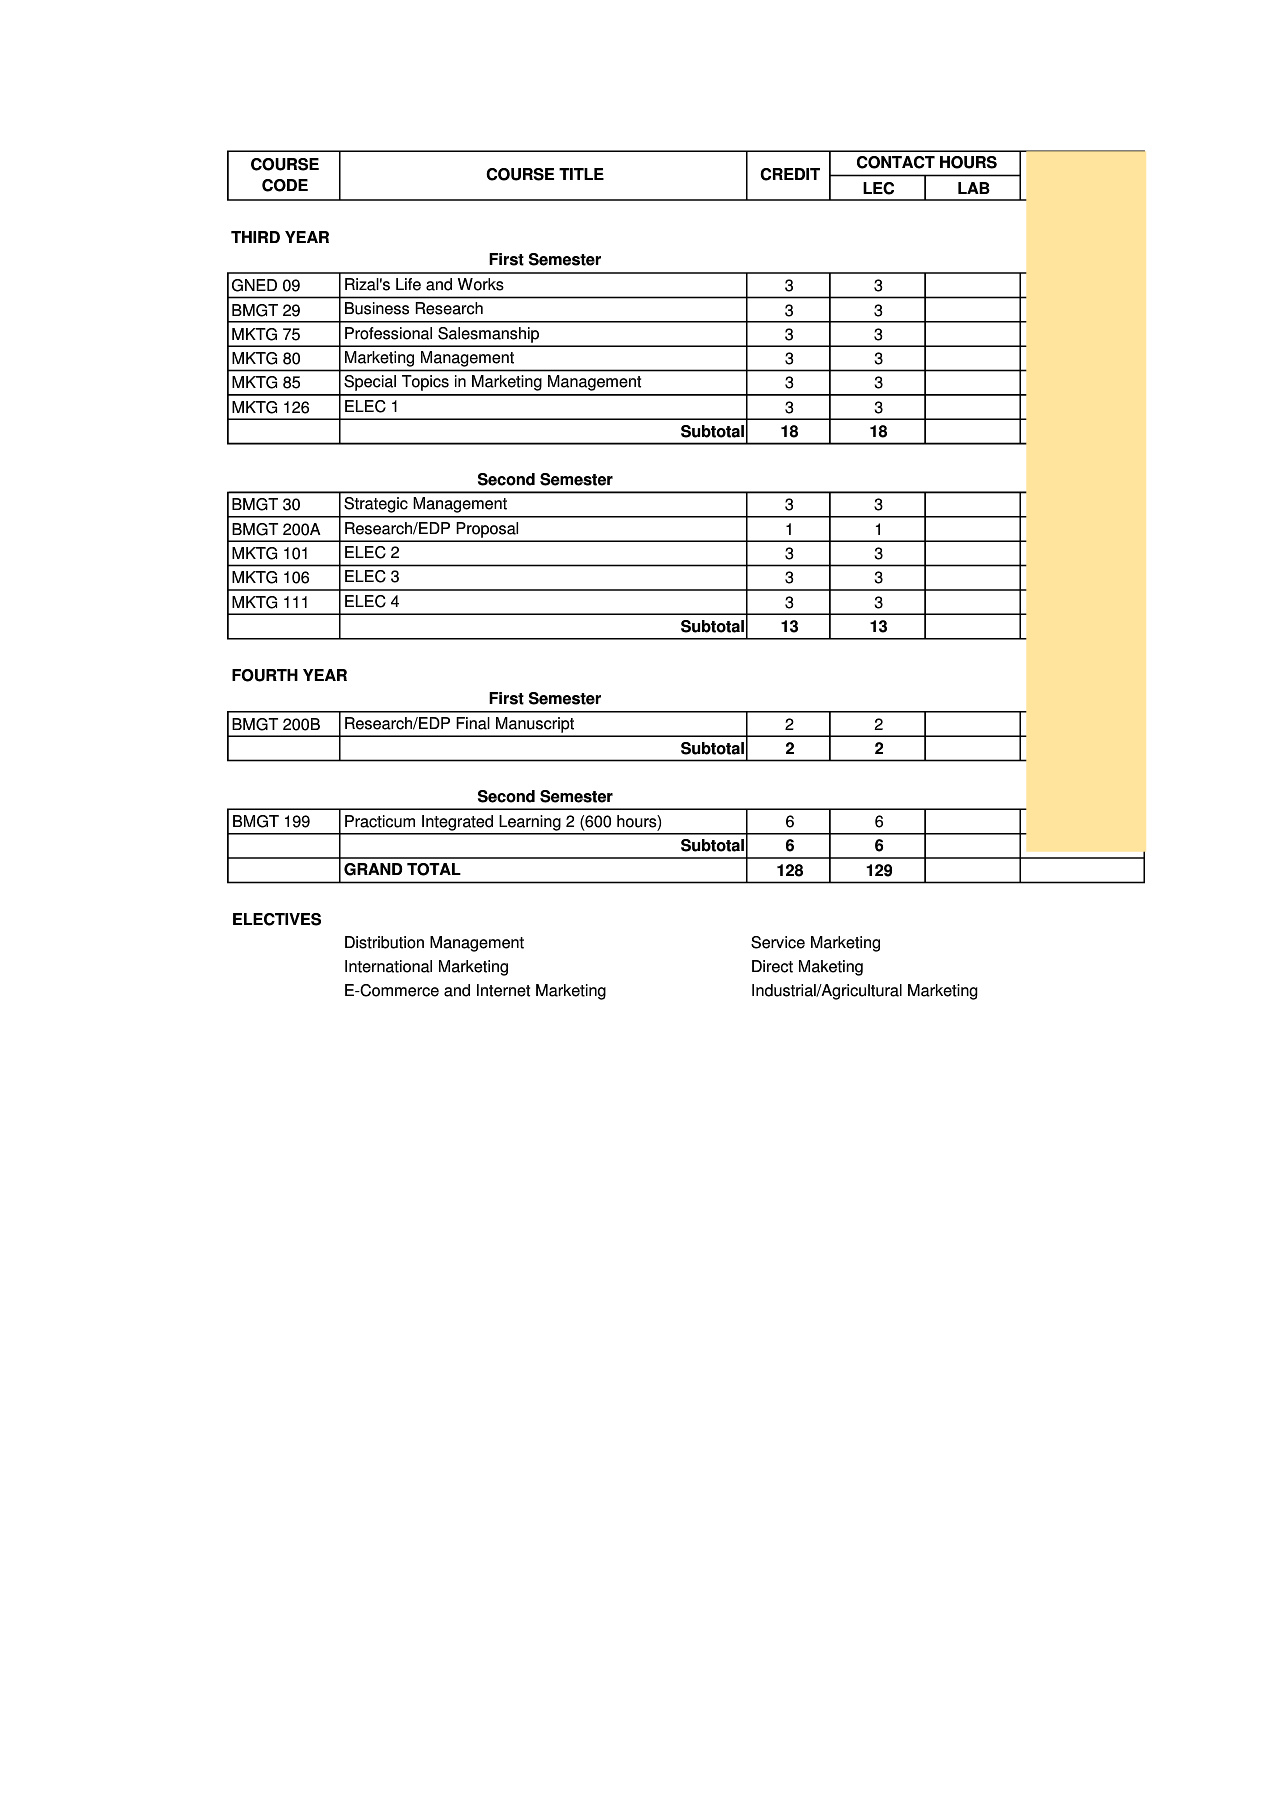 COURSE CODE COURSE TITLE CREDIT CONTACT HOURS
LEC LAB
THIRD YEAR
First Semester
GNED 09 Rizal's Life and Works 3 3
BMGT 29 Business Research 3 3
MKTG 75 Professional Salesmanship 3 3
MKTG 80 Marketing Management 3 3
MKTG 85 Special Topics in Marketing Management 3 3
MKTG 126 ELEC 1 3 3
Subtotal 18 18
Second Semester
BMGT 30 Strategic Management 3 3
BMGT 200A Research/EDP Proposal 1 1
MKTG 101 ELEC 2 3 3
MKTG 106 ELEC 3 3 3
MKTG 111 ELEC 4 3 3
Subtotal 13 13
FOURTH YEAR
First Semester
BMGT 200B Research/EDP Final Manuscript 2 2
Subtotal 2 2
Second Semester
BMGT 199 Practicum Integrated Learning 2 (600 hours) 6 6
Subtotal 6 6
GRAND TOTAL 128 129
ELECTIVES
Distribution Management Service Marketing
International Marketing Direct Maketing
E-Commerce and Internet Marketing Industrial/Agricultural Marketing